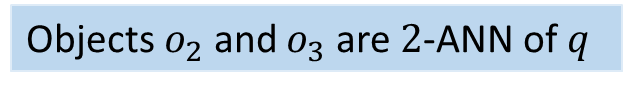 Objects o₂ and o₃ are 2-ANN of q